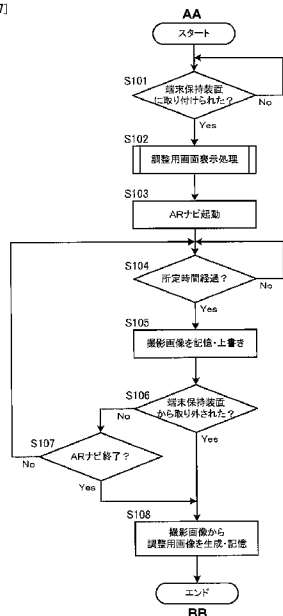 7]
AA
スタート
S101
端末保持装置
に取り付けられた？
No
Yes
S102
調整用画面表示処理
S103
ARナビ起動
S104
所定時間経過？
No
Yes
S105
撮影画像を記憶・上書き
S106
端末保持装置
から取り外された？
No
Yes
S107
ARナビ終了？
No
Yes
S108
撮影画像から
調整用画像を生成・記憶
エンド
BB